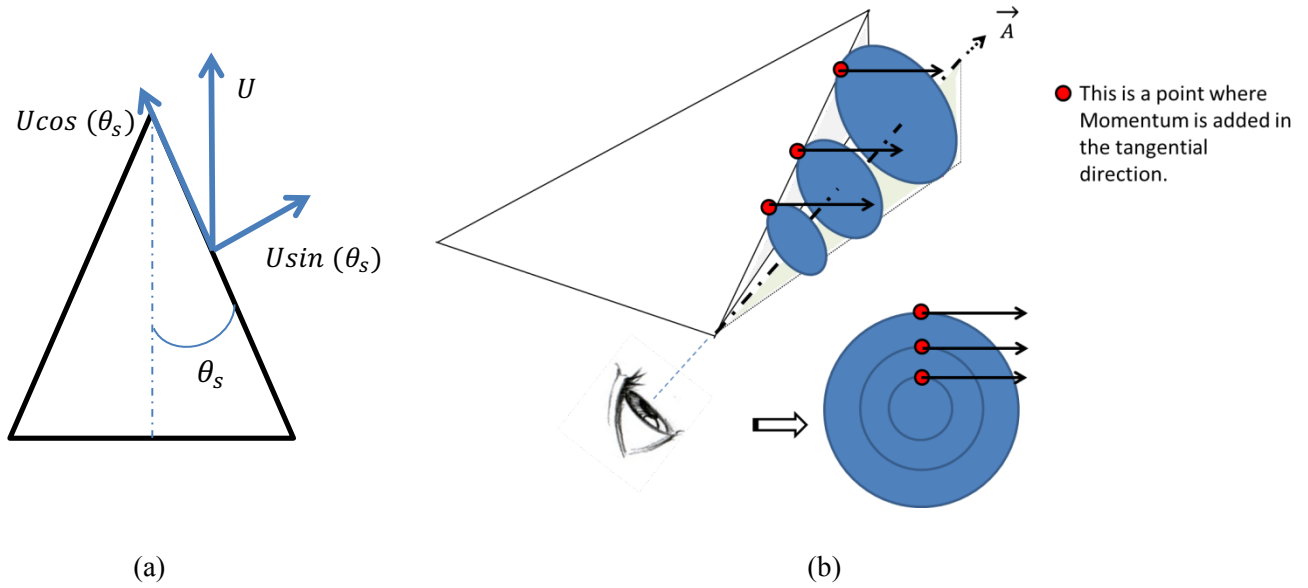 U
Ucos (θₛ)
Usin (θₛ)
θₛ
(a)
A⃗
This is a point where
Momentum is added in
the tangential
direction.
(b)